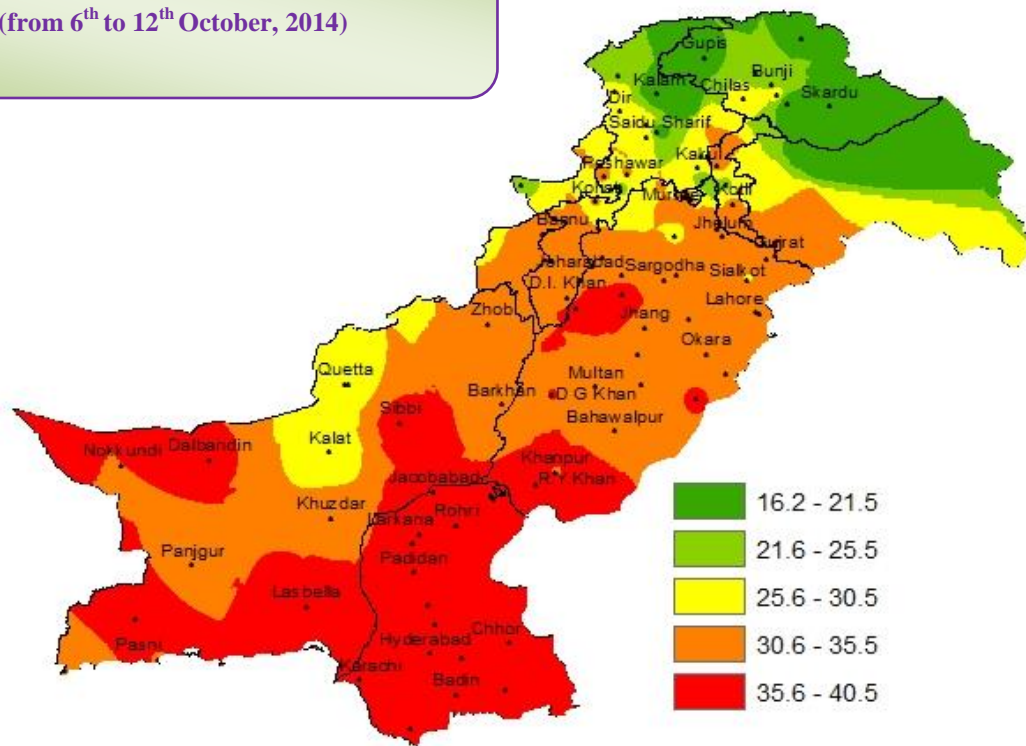 (from 6th to 12th October, 2014)
Gupis
Kalam
Chilas
Bunji
Skardu
Dir
Saidu Sharif
Peshawar
Kakul
Kohat
Murree
Kotli
Bannu
Jhelum
Gujrat
Joharabad
Sargodha
Sialkot
D.I. Khan
Lahore
Zhob
Jhang
Okara
Quetta
Multan
Barkhan
D G Khan
Sibbi
Bahawalpur
Kalat
Nokkundi
Dalbandin
Khanpur
R.Y.Khan
Jacobabad
Khuzdar
Rohri
Larkana
Panjgur
Padidan
Lasbella
Pasni
Hyderabad
Chhor
Karachi
Badin
16.2 - 21.5
21.6 - 25.5
25.6 - 30.5
30.6 - 35.5
35.6 - 40.5